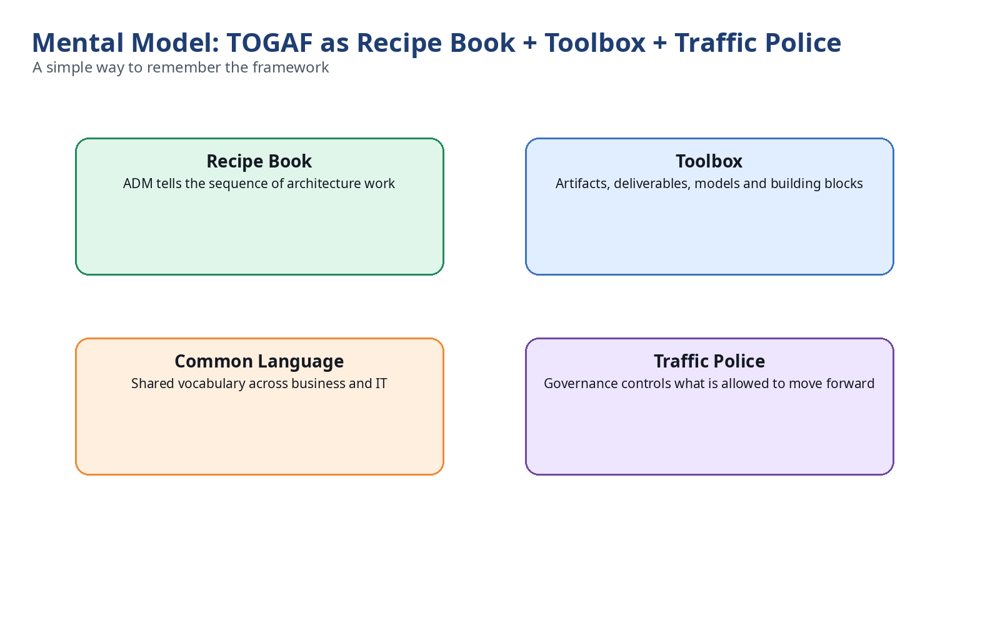 Mental Model: TOGAF as Recipe Book + Toolbox + Traffic Police
A simple way to remember the framework
Recipe Book
ADM tells the sequence of architecture work
Toolbox
Artifacts, deliverables, models and building blocks
Common Language
Shared vocabulary across business and IT
Traffic Police
Governance controls what is allowed to move forward